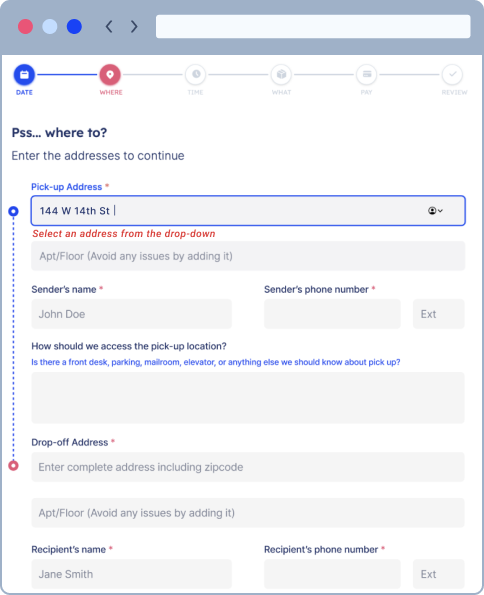 DATE WHERE TIME WHAT PAY REVIEW
Pss... where to?
Enter the addresses to continue
Pick-up Address *
144 W 14th St
Select an address from the drop-down
Apt/Floor (Avoid any issues by adding it)
Sender's name * Sender's phone number *
John Doe Ext
How should we access the pick-up location?
Is there a front desk, parking, mailroom, elevator, or anything else we should know about pick up?
Drop-off Address *
Enter complete address including zipcode
Apt/Floor (Avoid any issues by adding it)
Recipient's name * Recipient's phone number *
Jane Smith Ext